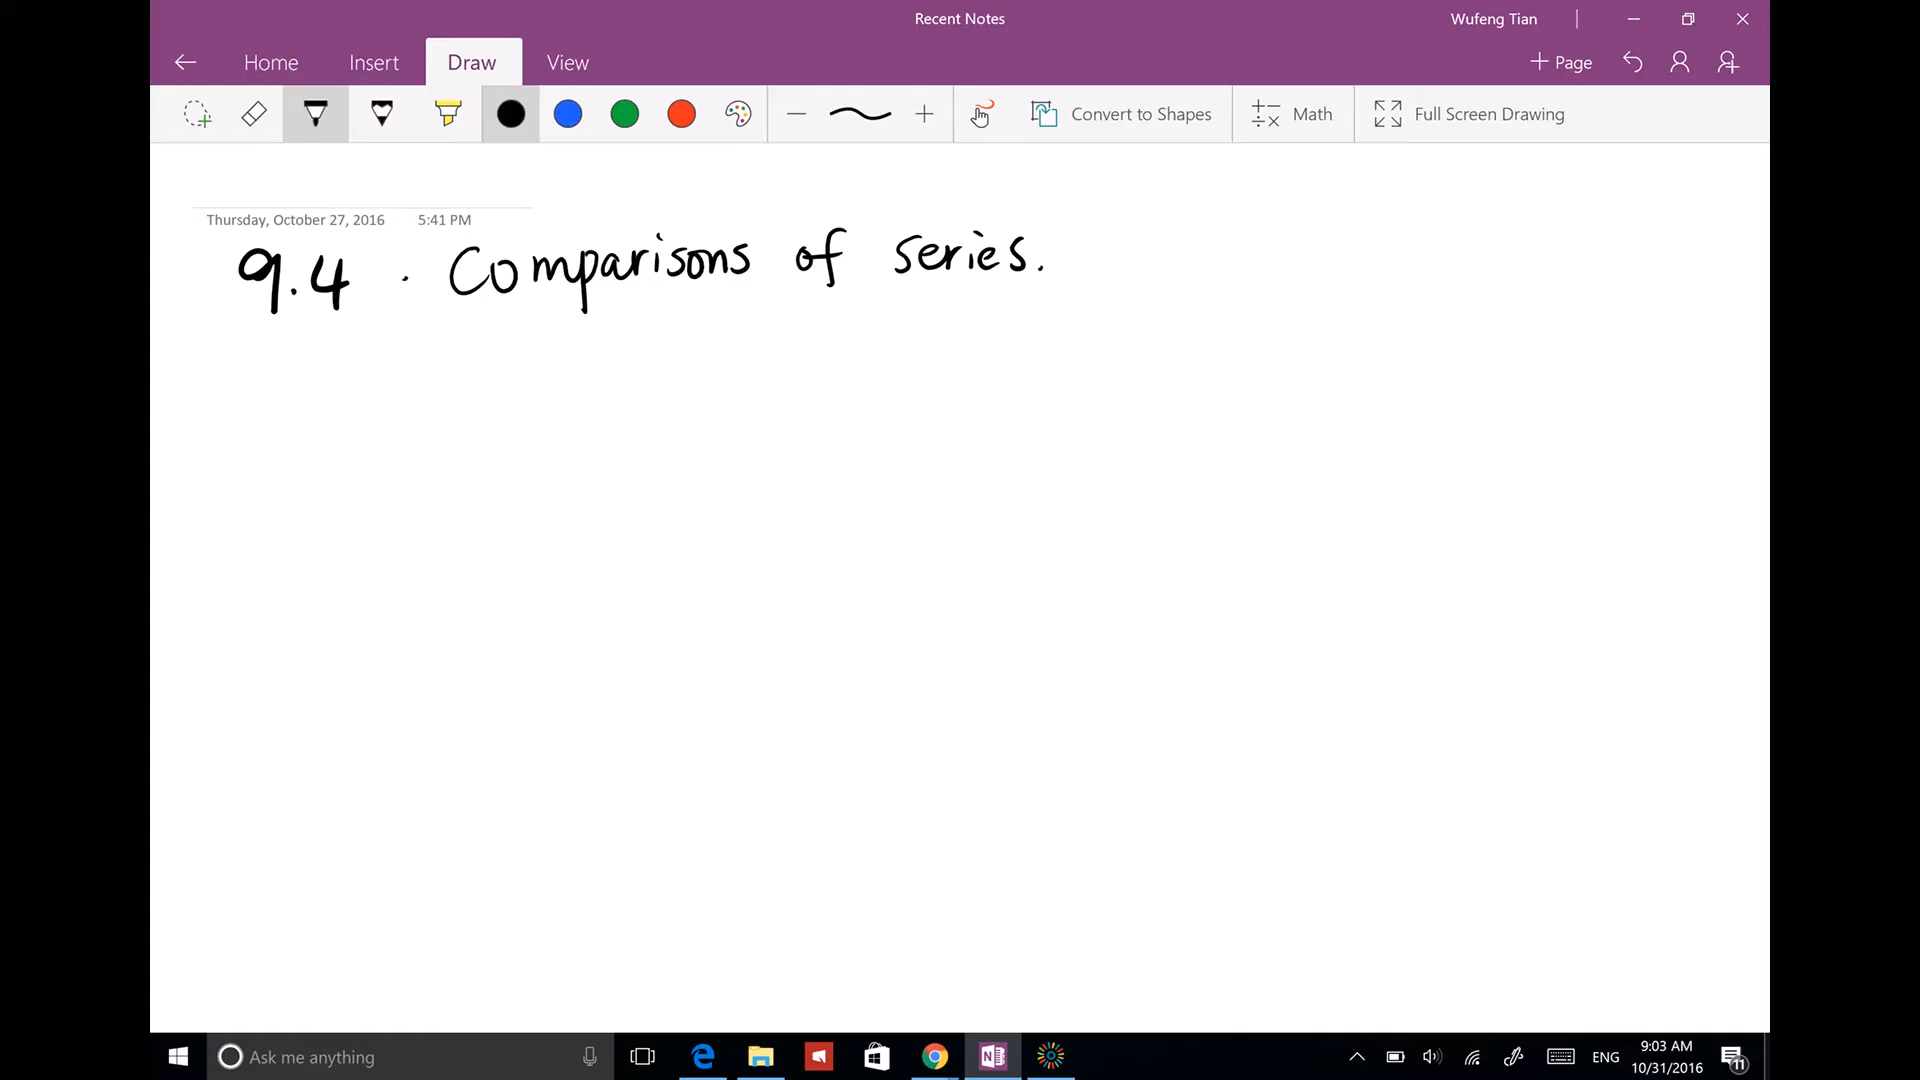 Recent Notes
Wufeng Tian
Home Insert Draw View
Page
Convert to Shapes Math Full Screen Drawing
Thursday, October 27, 2016 5:41 PM
9.4 . Comparisons of series.
Ask me anything
ENG
9:03 AM
10/31/2016
11